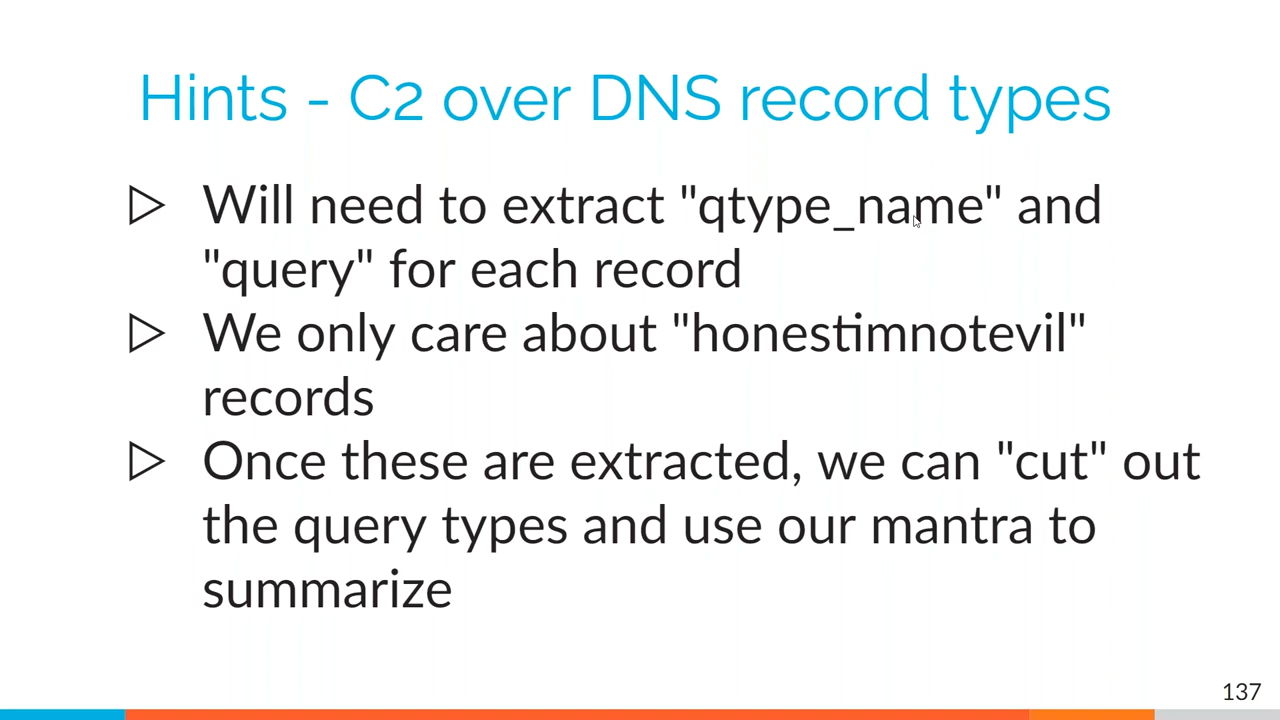 Hints - C2 over DNS record types
▷ Will need to extract "qtype_name" and
"query" for each record
▷ We only care about "honestimnotevil"
records
▷ Once these are extracted, we can "cut" out
the query types and use our mantra to
summarize
137